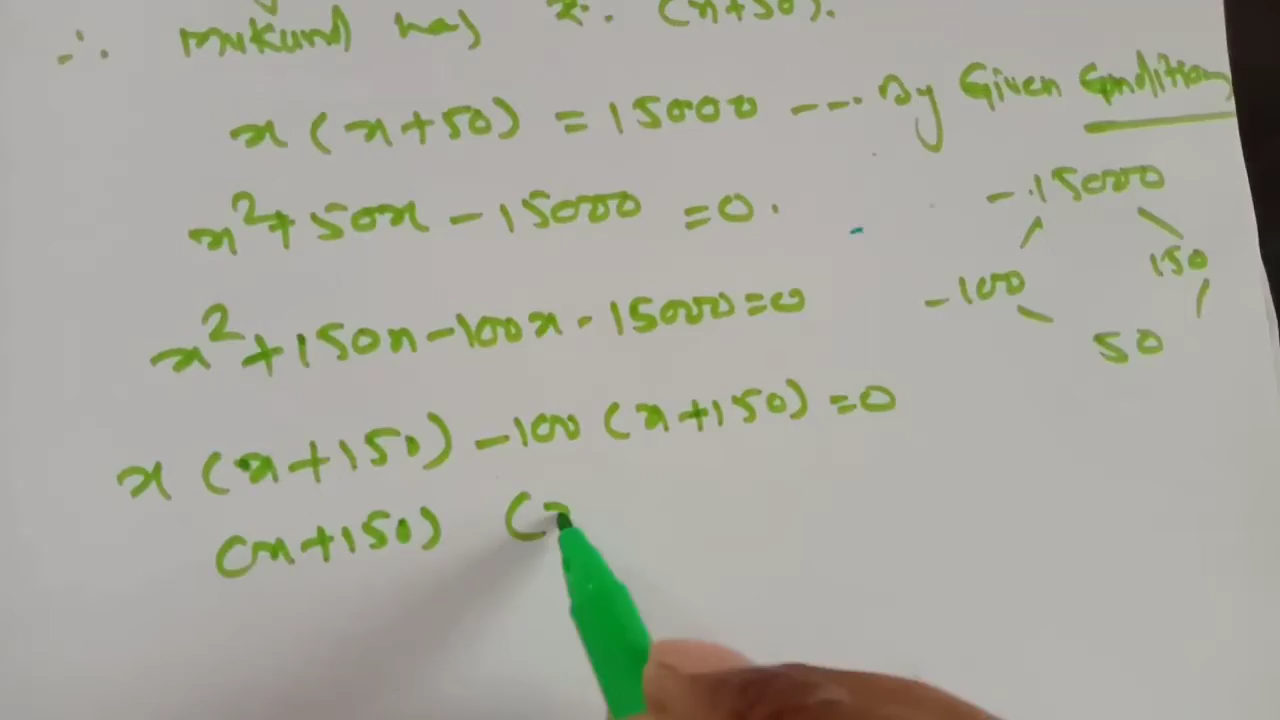 ∴ Mukund has ₹. (x+50).
x (x+50) = 15000 --- By Given Condition
x²+50x - 15000 = 0.
x²+150x-100x-15000=0
x (x+150) -100 (x+150) = 0
(x+150) (x
-15000
-100 150
50